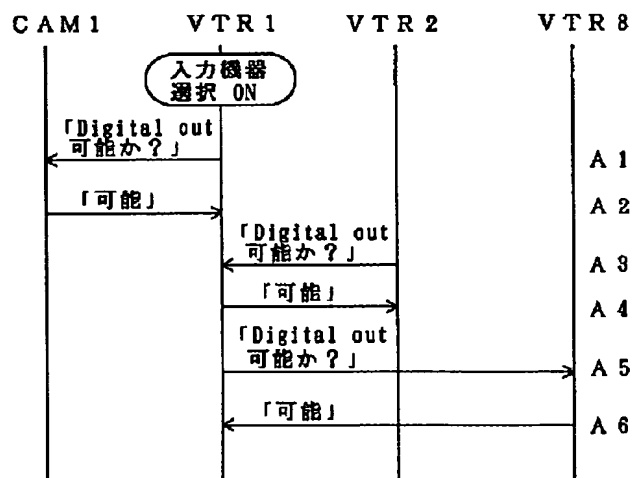 CAM1 VTR1 VTR2 VTR3
入力機器
選択 ON
「Digital out
可能か？」
A1
「可能」
A2
「Digital out
可能か？」
A3
「可能」
A4
「Digital out
可能か？」
A5
「可能」
A6